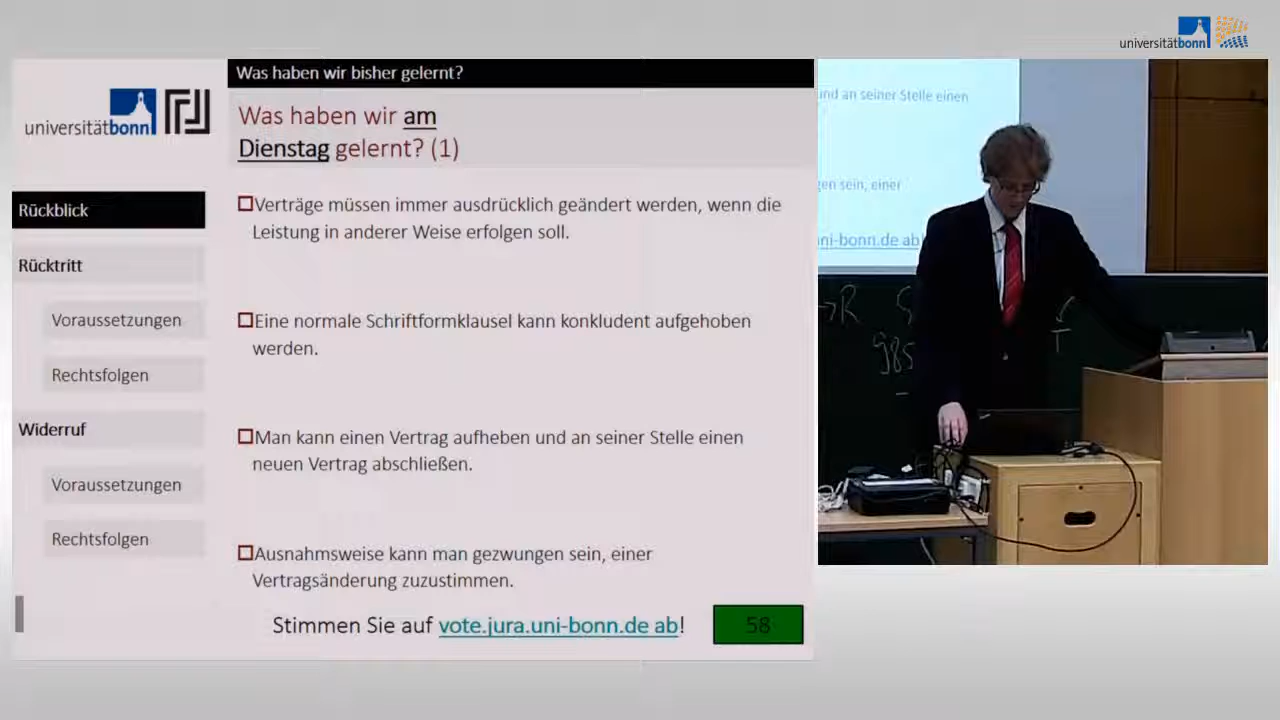 universitätbonn
Was haben wir bisher gelernt?
universitätbonn
Was haben wir am
Dienstag gelernt? (1)
Rückblick
Rücktritt
Voraussetzungen
Rechtsfolgen
Widerruf
Voraussetzungen
Rechtsfolgen
Verträge müssen immer ausdrücklich geändert werden, wenn die
Leistung in anderer Weise erfolgen soll.
Eine normale Schriftformklausel kann konkludent aufgehoben
werden.
Man kann einen Vertrag aufheben und an seiner Stelle einen
neuen Vertrag abschließen.
Ausnahmsweise kann man gezwungen sein, einer
Vertragsänderung zuzustimmen.
Stimmen Sie auf vote.jura.uni-bonn.de ab!
58
und an seiner Stelle einen
gen sein, einer
ni-bonn.de ab!
→R
985
T